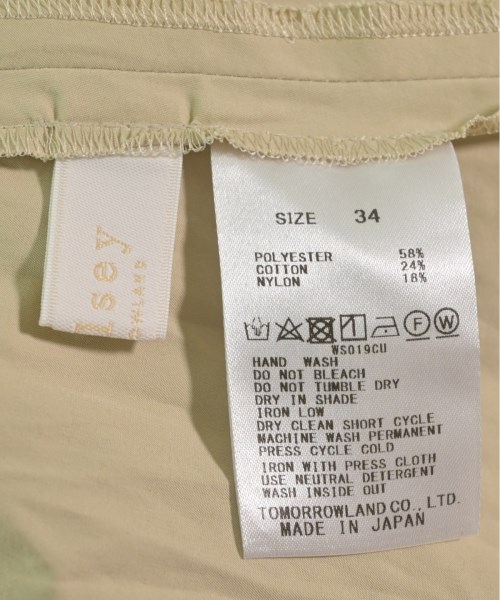 SIZE 34
POLYESTER 58%
COTTON 24%
NYLON 18%
F W
WS019CU
HAND WASH
DO NOT BLEACH
DO NOT TUMBLE DRY
DRY IN SHADE
IRON LOW
DRY CLEAN SHORT CYCLE
MACHINE WASH PERMANENT
PRESS CYCLE COLD
IRON WITH PRESS CLOTH
USE NEUTRAL DETERGENT
WASH INSIDE OUT
TOMORROWLAND CO., LTD.
MADE IN JAPAN